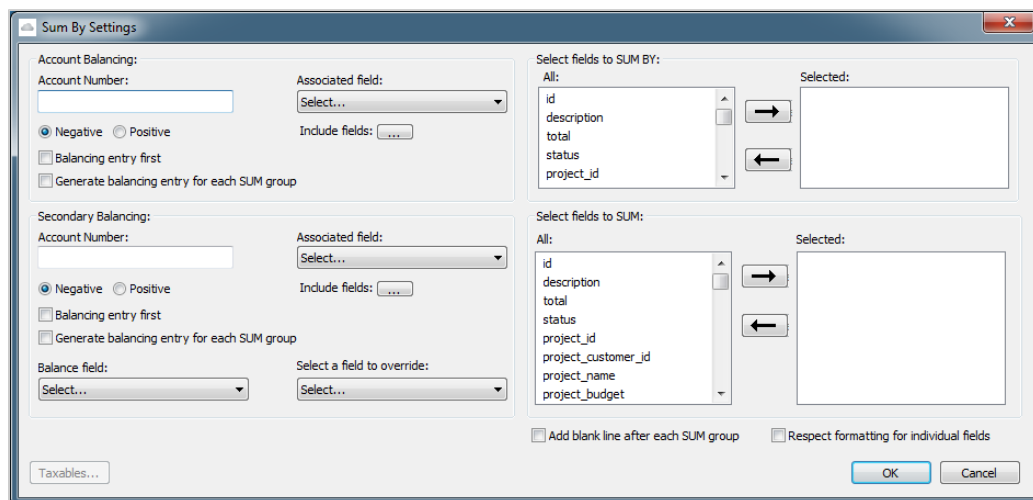 Sum By Settings
Account Balancing:
Account Number:
Associated field:
Select...
Negative
Positive
Include fields:
...
Balancing entry first
Generate balancing entry for each SUM group
Secondary Balancing:
Account Number:
Associated field:
Select...
Negative
Positive
Include fields:
...
Balancing entry first
Generate balancing entry for each SUM group
Balance field:
Select a field to override:
Select...
Select...
Select fields to SUM BY:
All:
Selected:
id
description
total
status
project_id
Select fields to SUM:
All:
Selected:
id
description
total
status
project_id
project_customer_id
project_name
project_budget
Add blank line after each SUM group
Respect formatting for individual fields
Taxables...
OK
Cancel